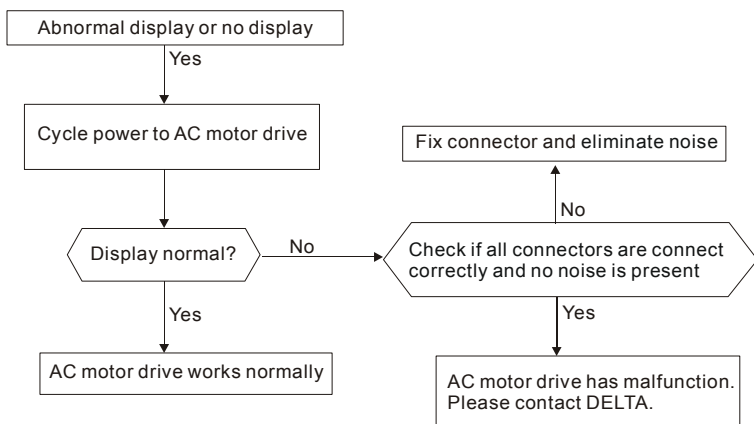 Abnormal display or no display
Yes
Cycle power to AC motor drive
Fix connector and eliminate noise
No
Display normal?
No
Check if all connectors are connect
correctly and no noise is present
Yes
Yes
AC motor drive works normally
AC motor drive has malfunction.
Please contact DELTA.